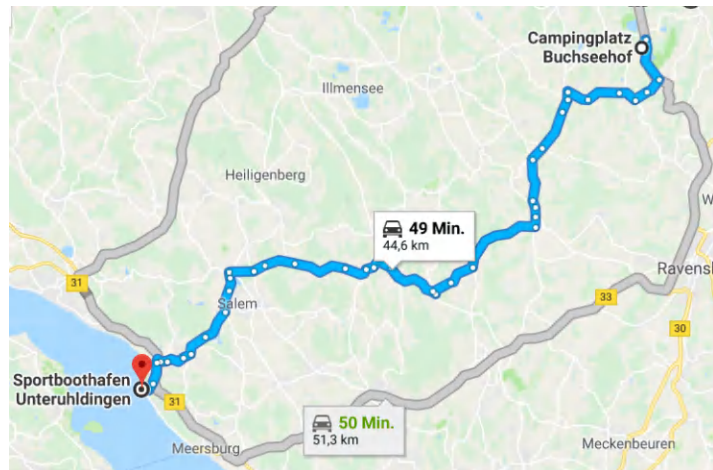 Campingplatz
Buchseehof
Illmensee
Heiligenberg
W
49 Min.
44,6 km
31
Ravensb
Salem
33
30
Sportboothafen
Unteruhldingen
31
50 Min.
51,3 km
Meersburg
Meckenbeuren